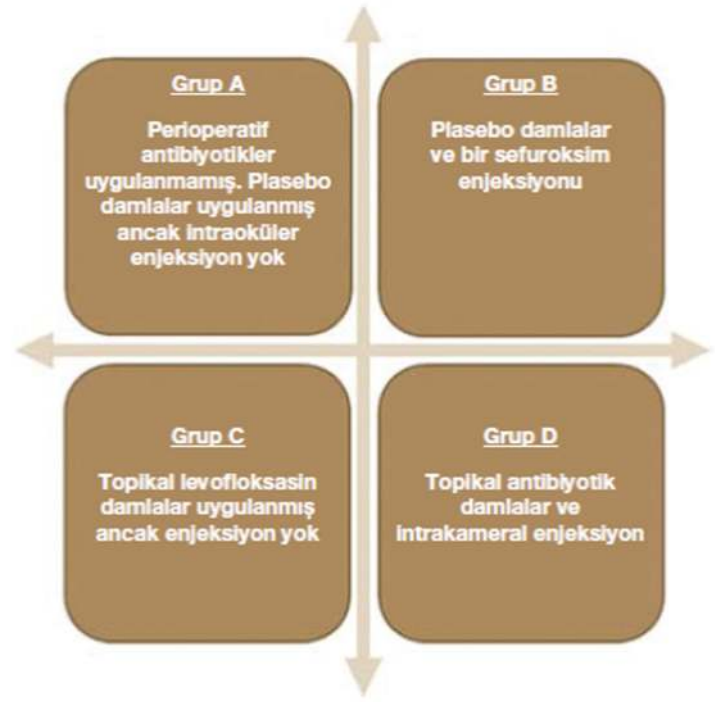 Grup A
Perioperatif
antibiyotikler
uygulanmamış. Plasebo
damlalar uygulanmış
ancak intraoküler
enjeksiyon yok
Grup B
Plasebo damlalar
ve bir sefuroksim
enjeksiyonu
Grup C
Topikal levofloksasin
damlalar uygulanmış
ancak enjeksiyon yok
Grup D
Topikal antibiyotik
damlalar ve
intrakameral enjeksiyon